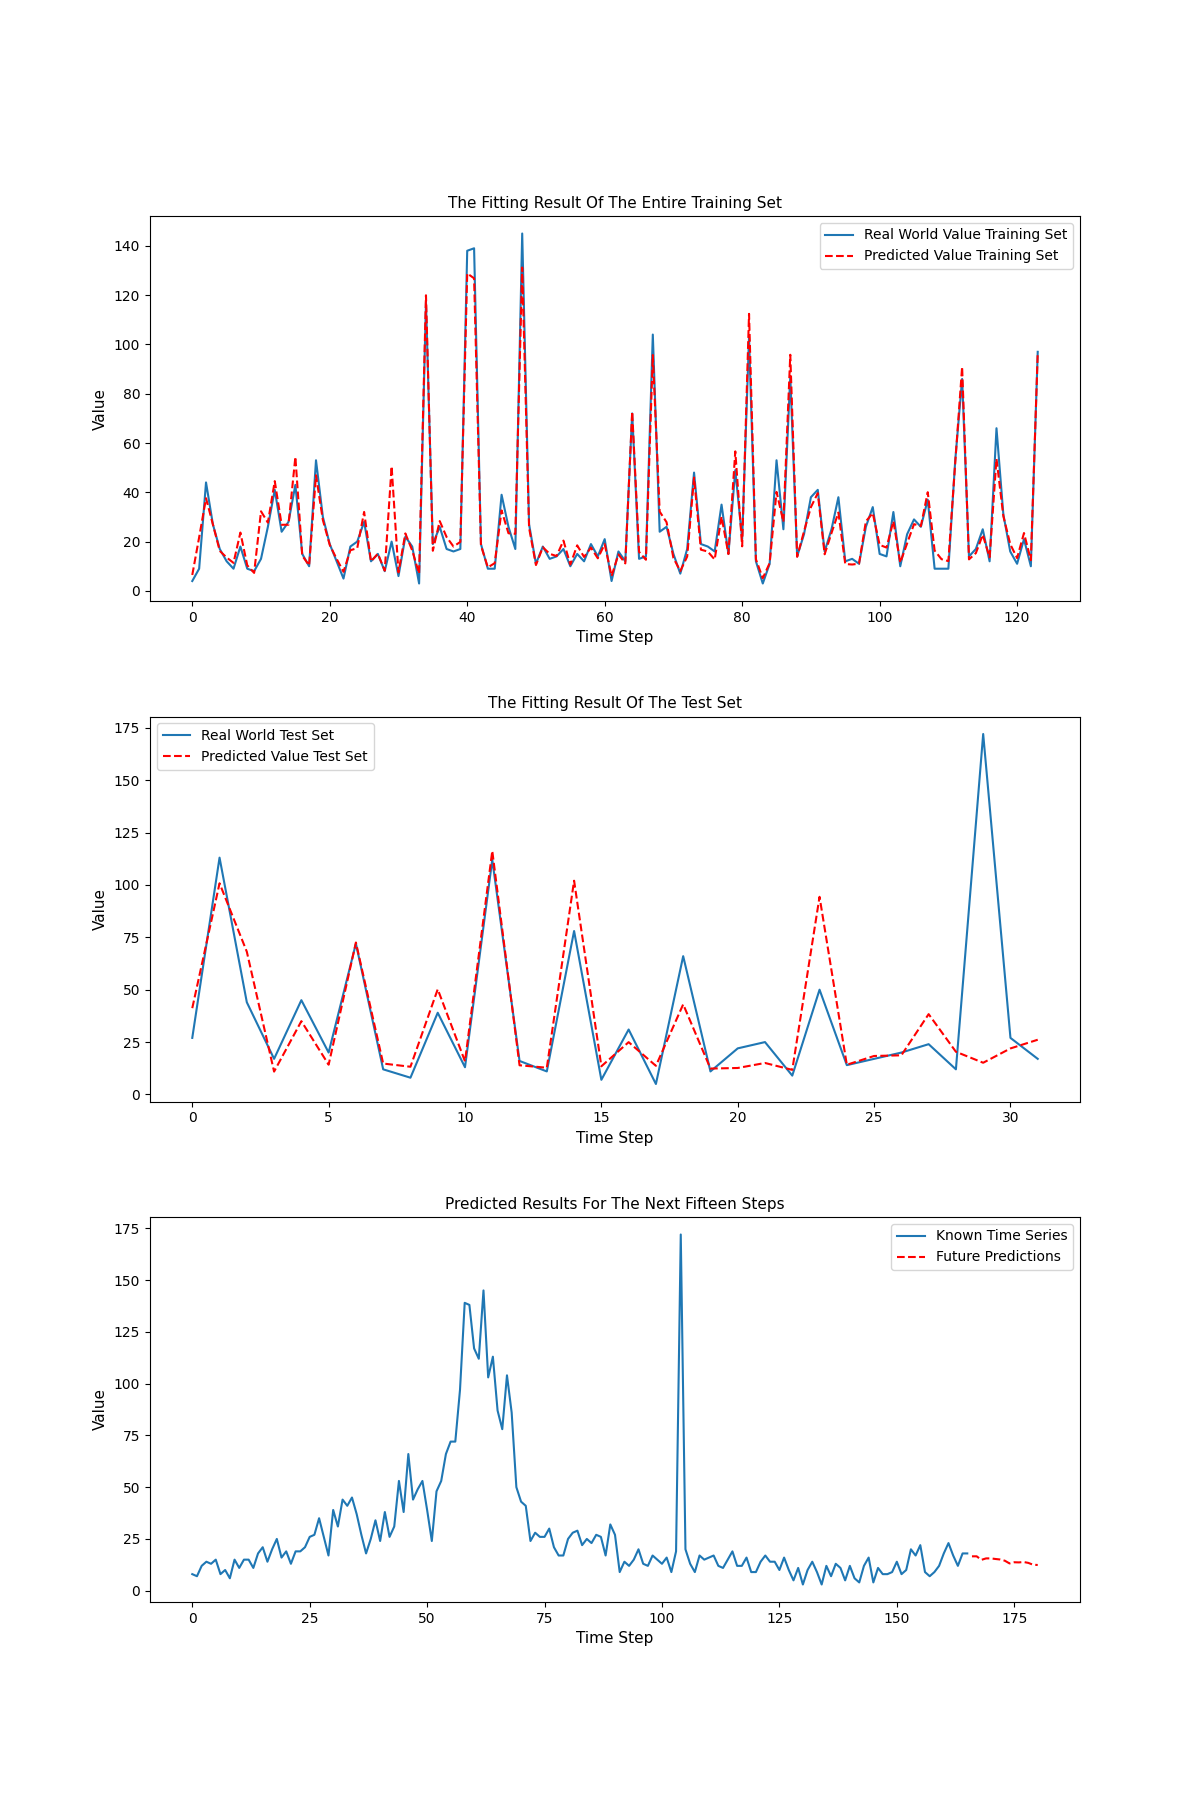 The Fitting Result Of The Entire Training Set
Real World Value Training Set
Predicted Value Training Set
Value
140
120
100
80
60
40
20
0
0 20 40 60 80 100 120
Time Step
The Fitting Result Of The Test Set
Real World Test Set
Predicted Value Test Set
Value
175
150
125
100
75
50
25
0
0 5 10 15 20 25 30
Time Step
Predicted Results For The Next Fifteen Steps
Known Time Series
Future Predictions
Value
175
150
125
100
75
50
25
0
0 25 50 75 100 125 150 175
Time Step